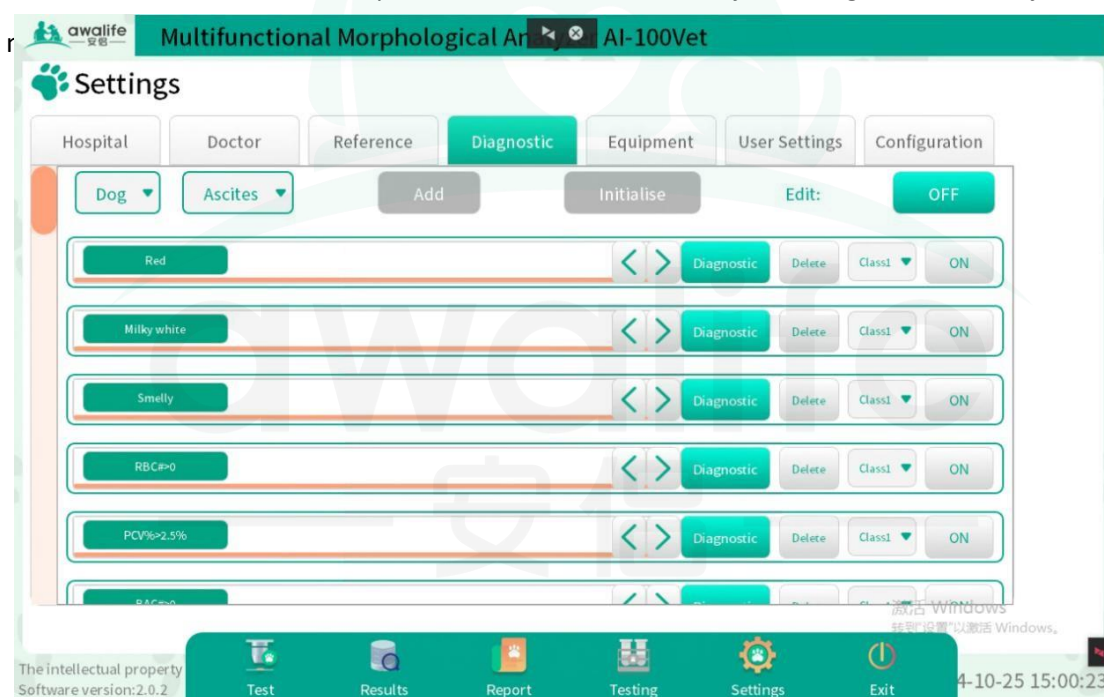 awalife
安侣
Multifunctional Morphological An er AI-100Vet
Settings
Hospital Doctor Reference Diagnostic Equipment User Settings Configuration
Dog Ascites Add Initialise Edit: OFF
Red Diagnostic Delete Class1 ON
Milky white Diagnostic Delete Class1 ON
Smelly Diagnostic Delete Class1 ON
RBC#>0 Diagnostic Delete Class1 ON
PCV%>2.5% Diagnostic Delete Class1 ON
awalife
安侣
激活 Windows
转到"设置"以激活 Windows。
The intellectual property
Software version:2.0.2
Test Results Report Testing Settings Exit
4-10-25 15:00:23